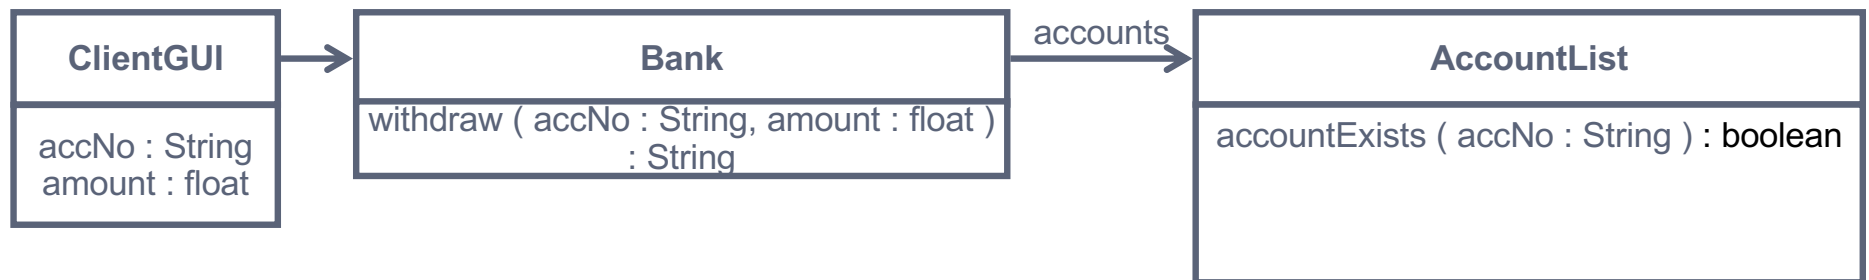 ClientGUI
accNo : String
amount : float
Bank
withdraw ( accNo : String, amount : float )
: String
accounts
AccountList
accountExists ( accNo : String ) : boolean